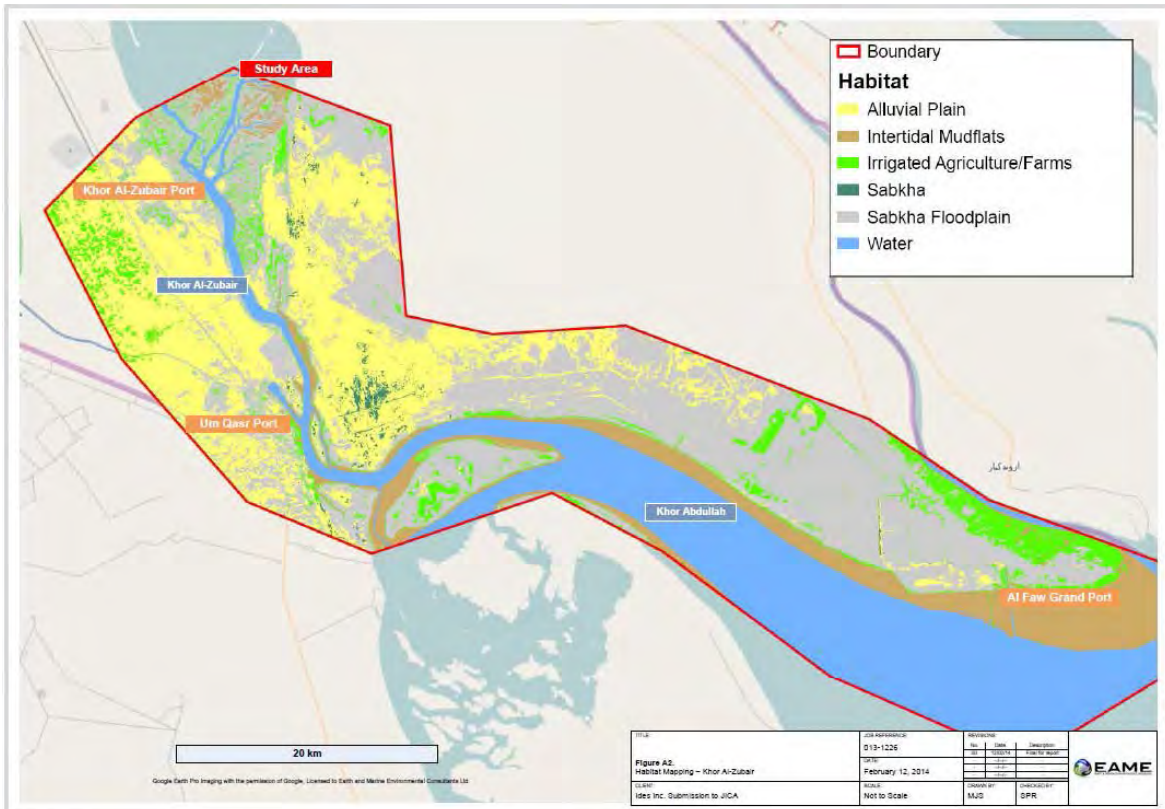 Study Area
Boundary
Habitat
Alluvial Plain
Intertidal Mudflats
Irrigated Agriculture/Farms
Sabkha
Sabkha Floodplain
Water
Khor Al-Zubair Port
Khor Al-Zubair
Um Qasr Port
Khor Abdullah
اروندکنار
Al Faw Grand Port
20 km
Google Earth Pro Imaging with the permission of Google, Licensed to Earth and Marine Environmental Consultants Ltd
TITLE:
Figure A2.
Habitat Mapping – Khor Al-Zubair
CLIENT:
Ides Inc. Submission to JICA
JOB REFERENCE:
013-1226
DATE:
February 12, 2014
SCALE:
Not to Scale
REVISIONS:
No. Date Description
DRAWN BY:
MJS
CHECKED BY:
SPR
EAME